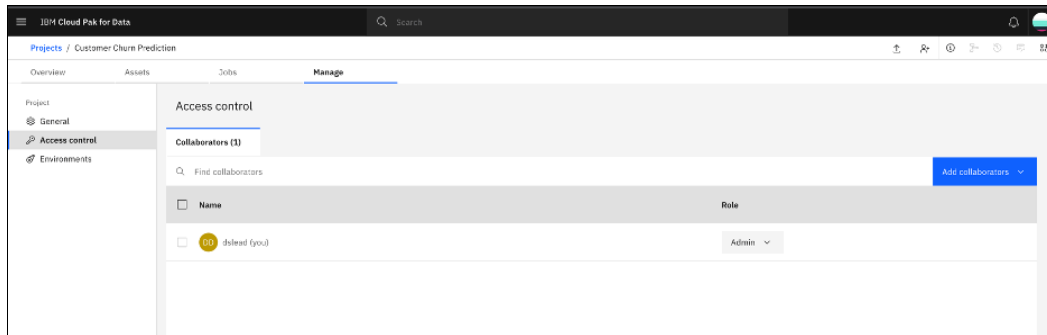 IBM Cloud Pak for Data
Search
Projects / Customer Churn Prediction
Overview Assets Jobs Manage
Project
General
Access control
Environments
Access control
Collaborators (1)
Find collaborators
Add collaborators
Name Role
DD dslead (you) Admin